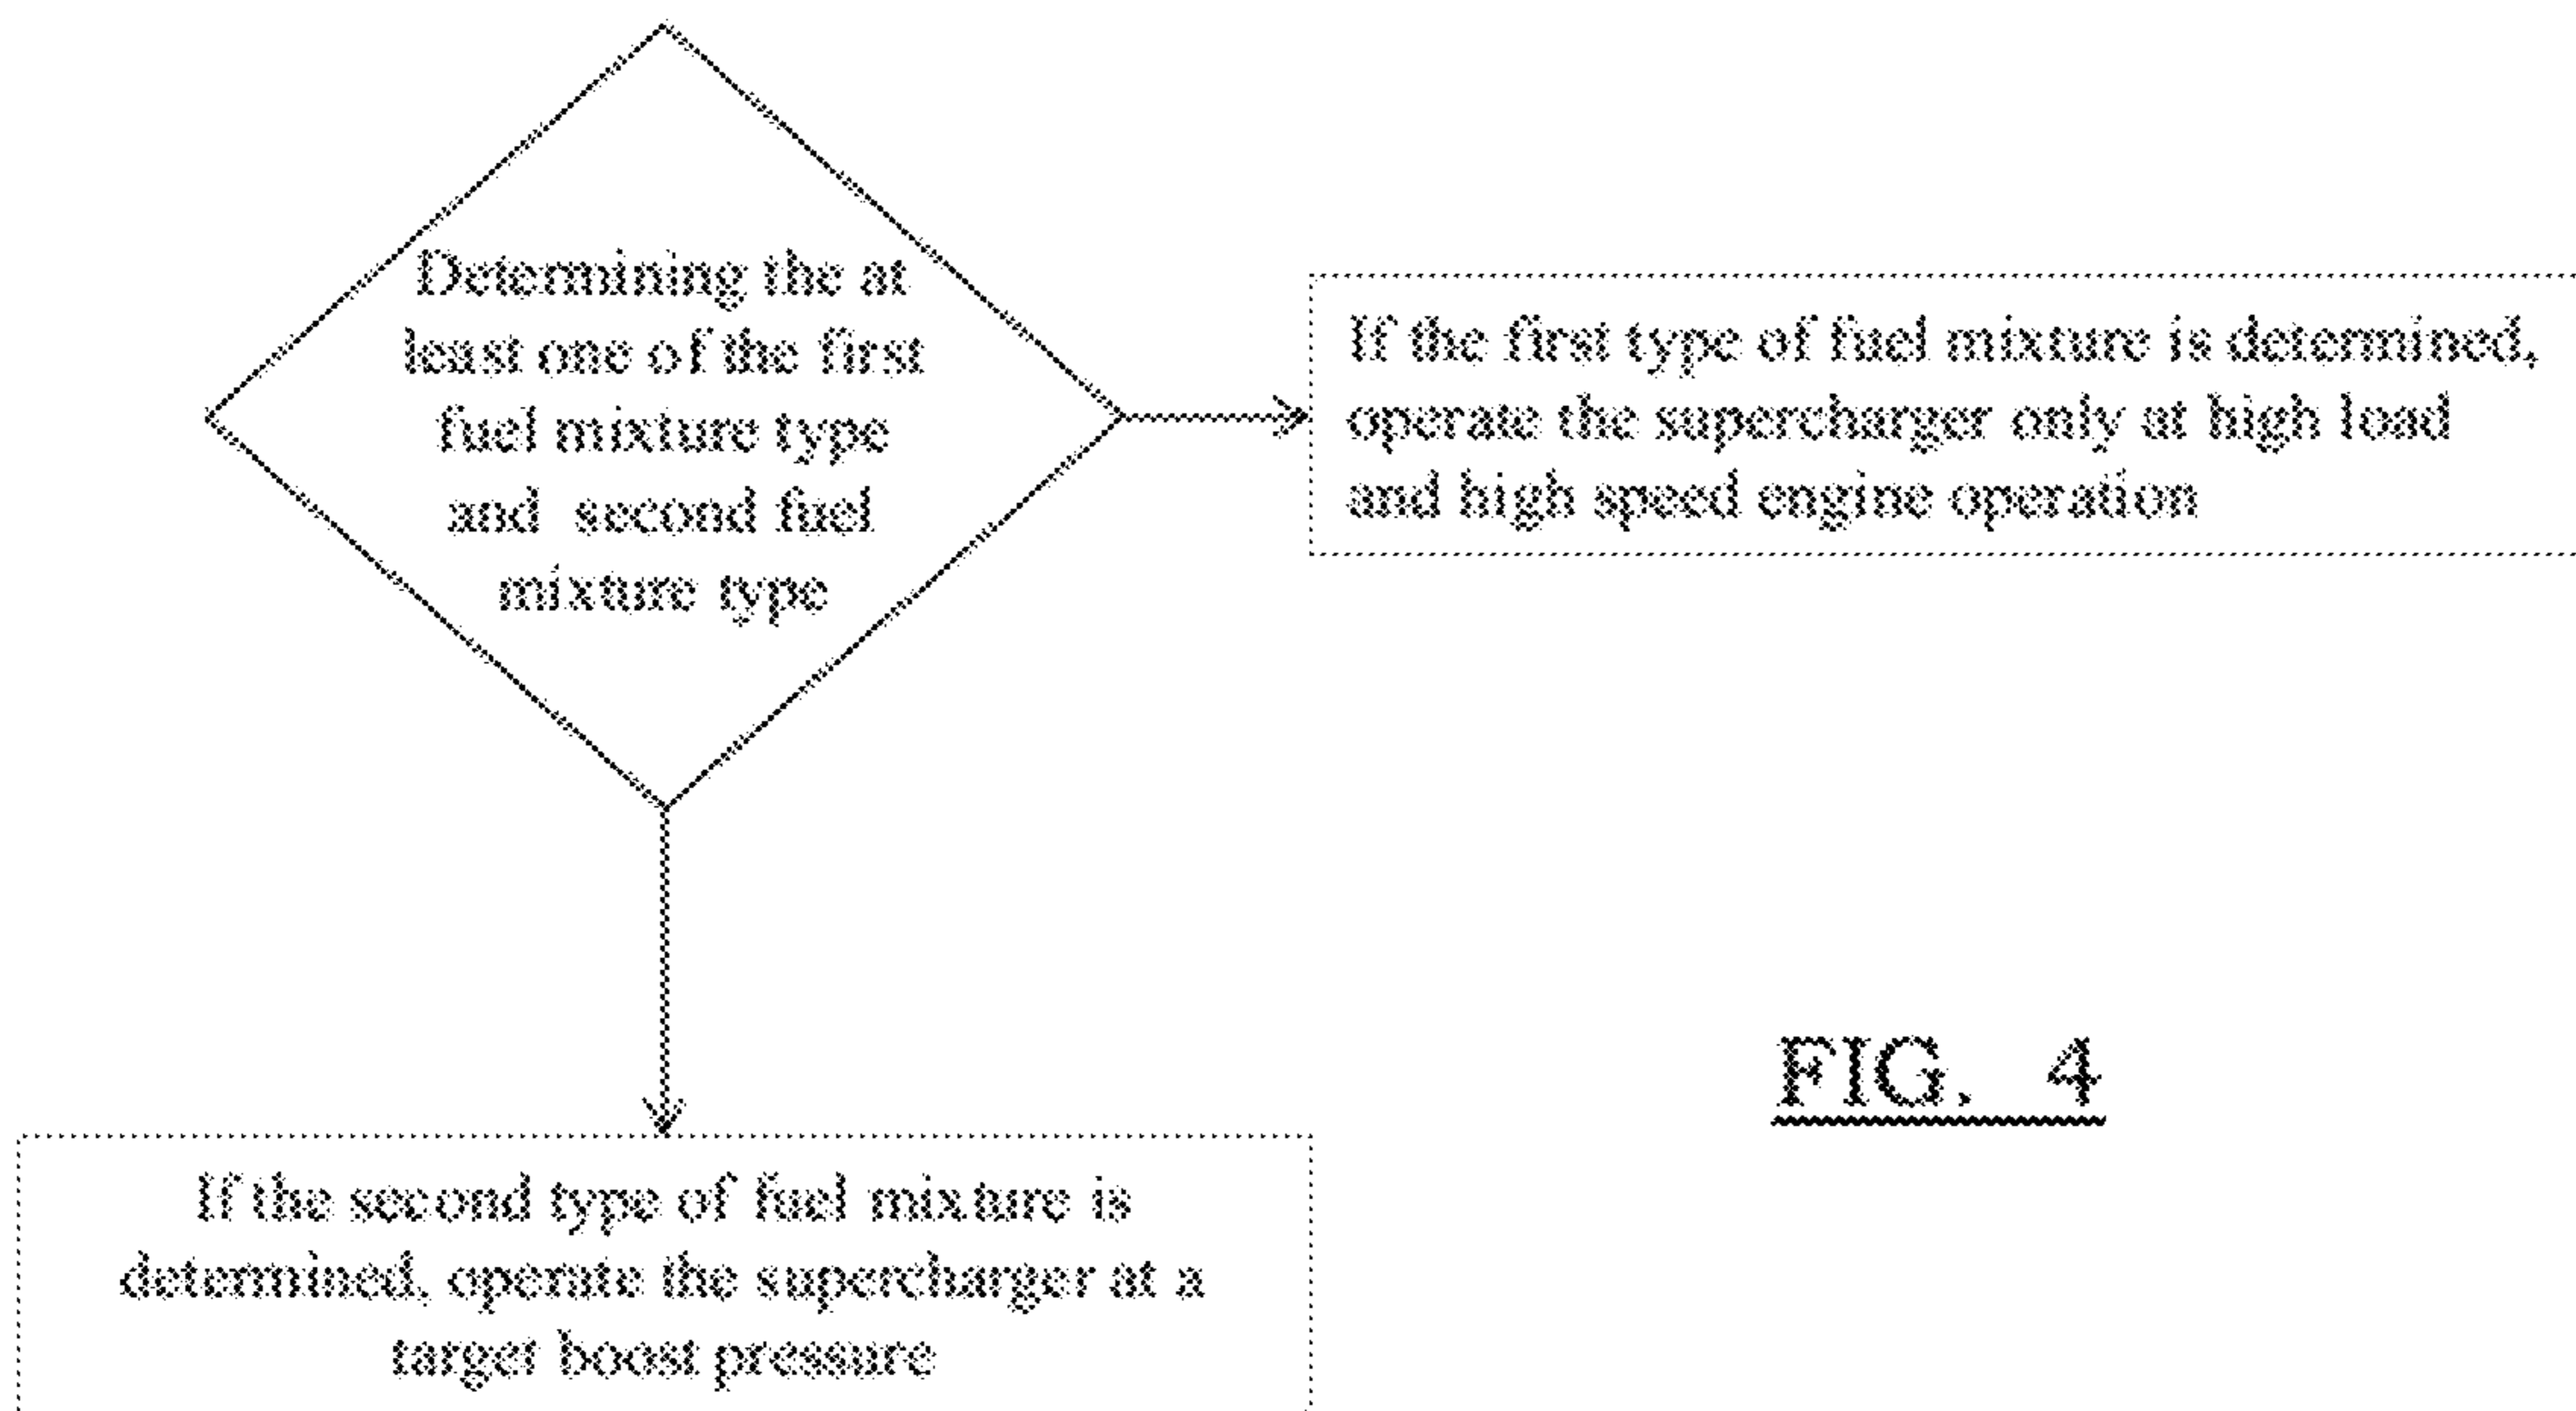 Determining the at
least one of the first
fuel mixture type
and second fuel
mixture type
If the first type of fuel mixture is determined,
operate the supercharger only at high load
and high speed engine operation
If the second type of fuel mixture is
determined, operate the supercharger at a
target boost pressure
FIG. 4